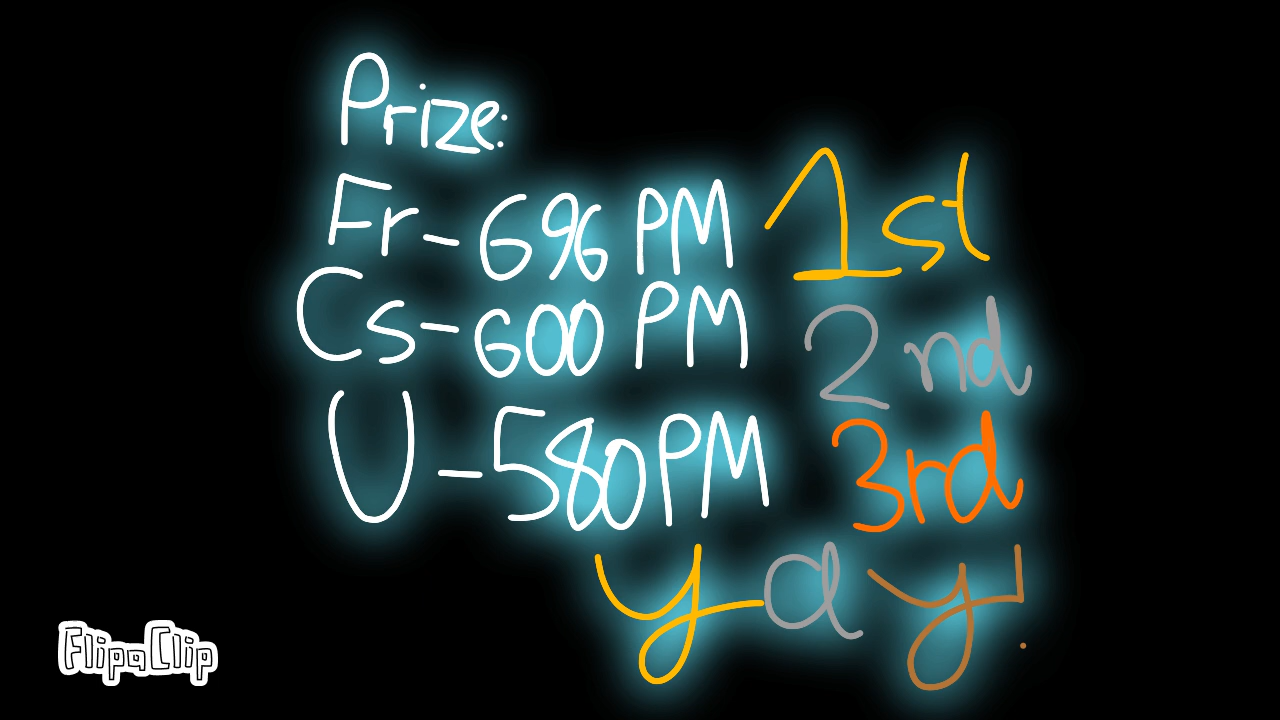 Prize:
Fr-696 PM 1st
Cs-600 PM 2nd
U-580PM 3rd
yay!
FlipaClip